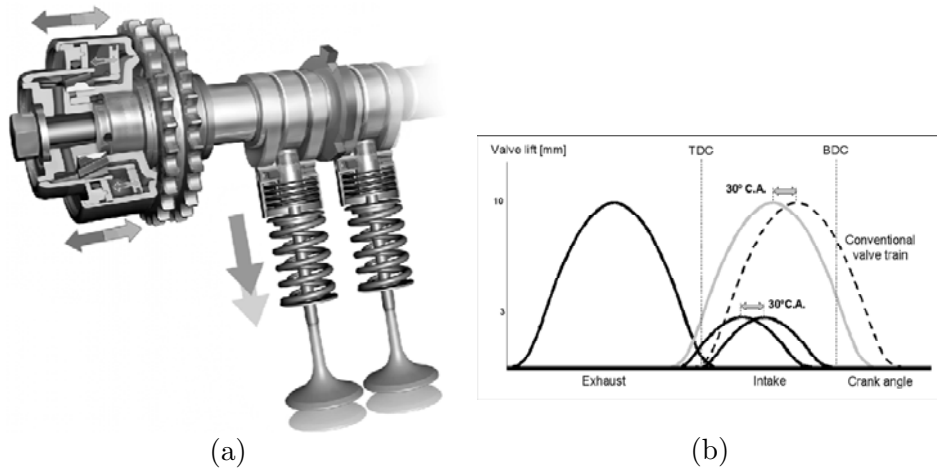 Valve lift [mm]
TDC
BDC
30° C.A.
10
Conventional
valve train
30°C.A.
3
Exhaust
Intake
Crank angle
(a)
(b)